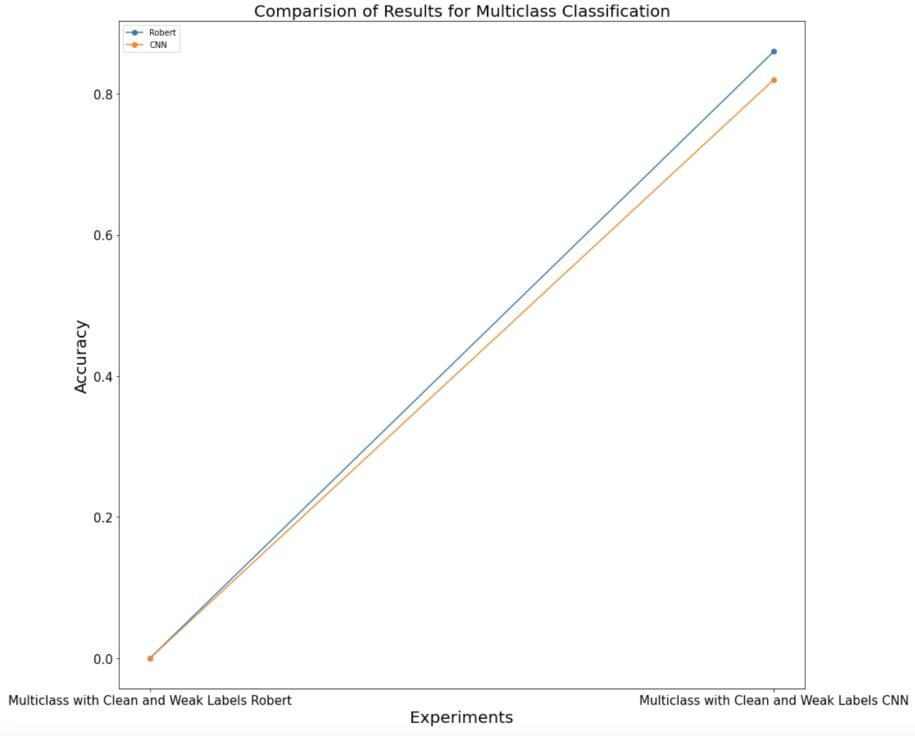 Comparision of Results for Multiclass Classification
Robert
CNN
0.8
0.6
0.4
0.2
0.0
Accuracy
Multiclass with Clean and Weak Labels Robert
Multiclass with Clean and Weak Labels CNN
Experiments